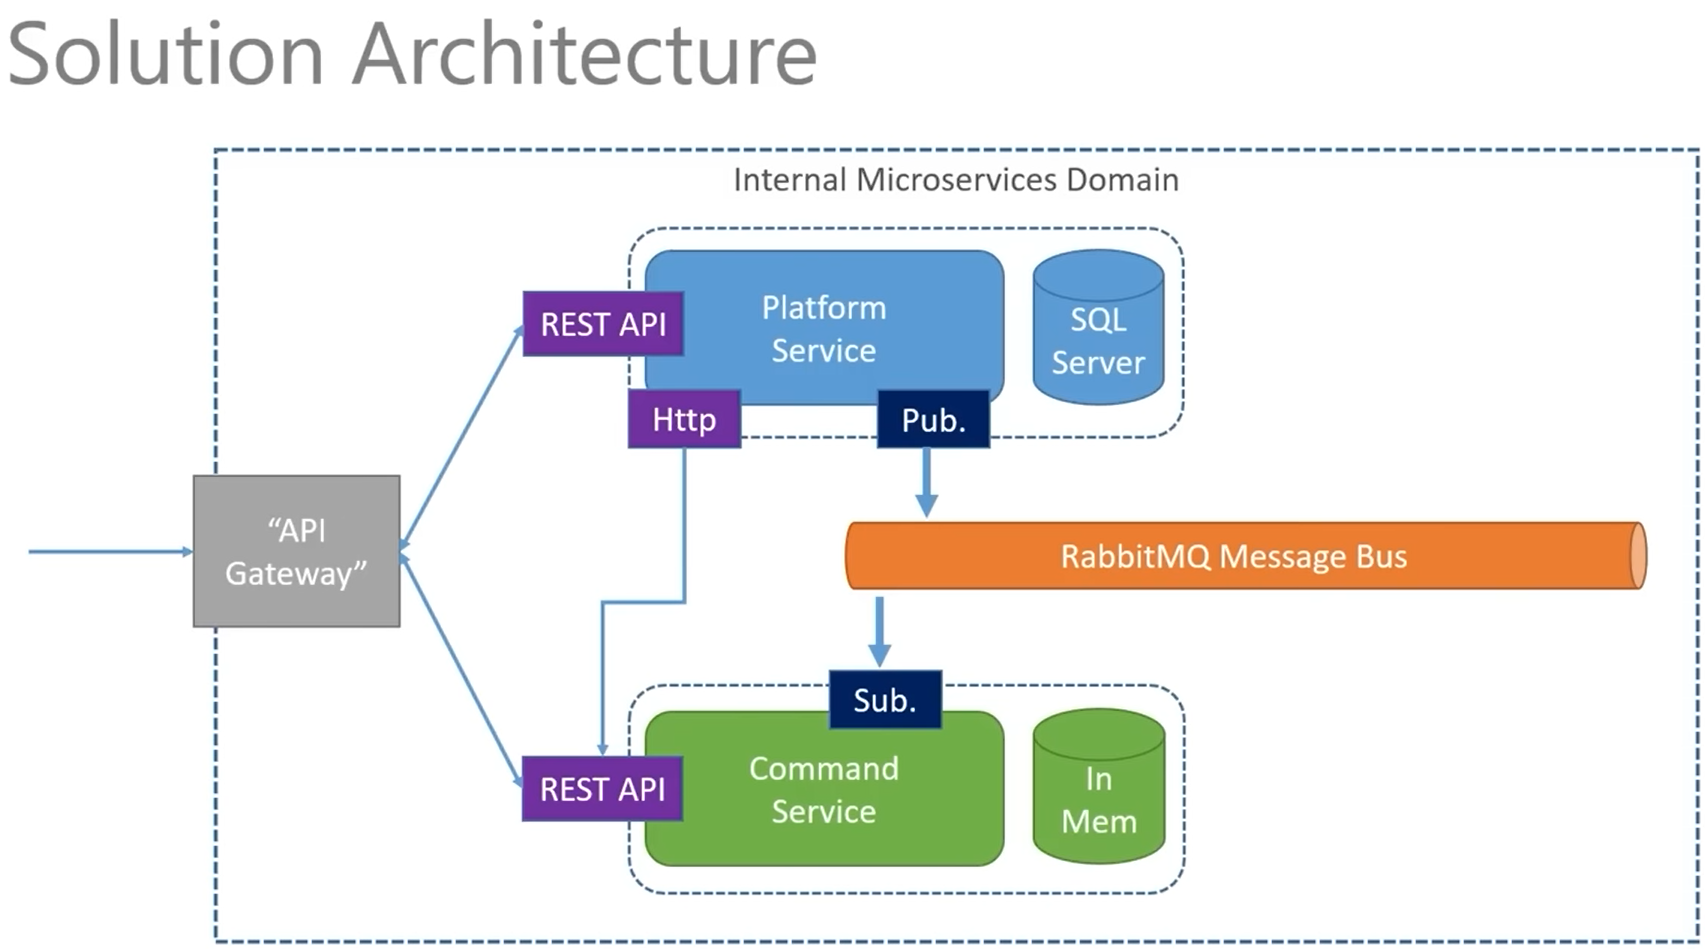 Solution Architecture
Internal Microservices Domain
REST API
Platform
Service
SQL
Server
Http
Pub.
“API
Gateway”
RabbitMQ Message Bus
Sub.
REST API
Command
Service
In
Mem